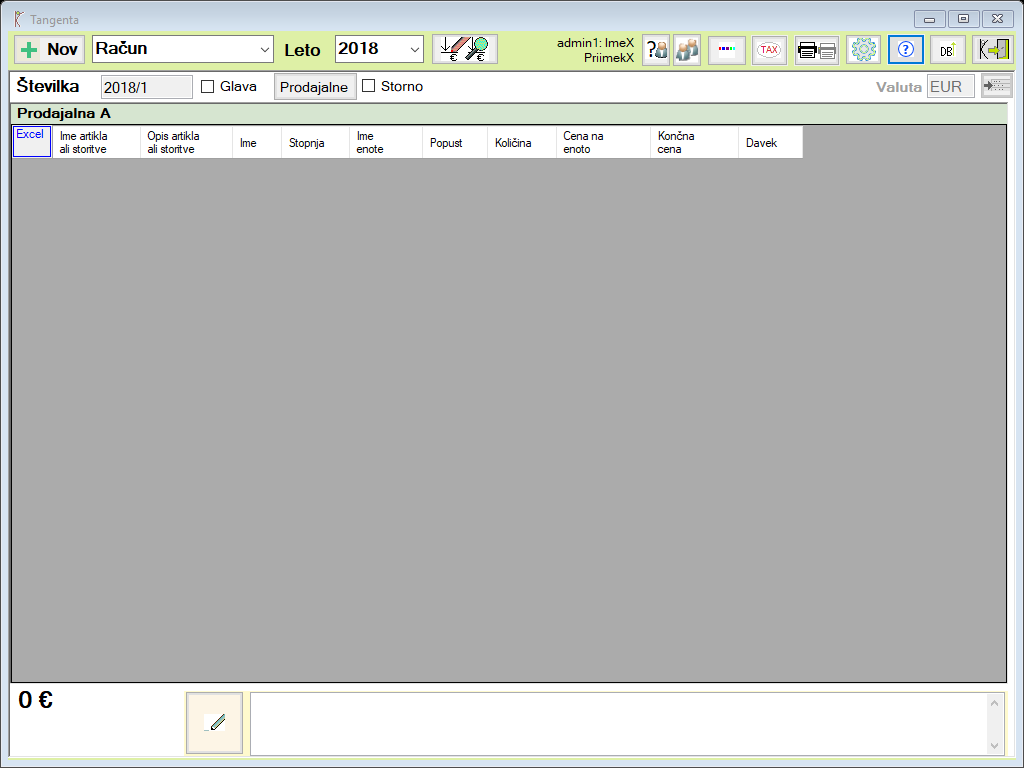 Tangenta
Nov
Račun
Leto
2018
€ €
admin1: ImeX
PriimekX
?
TAX
?
DB
Številka
2018/1
Glava
Prodajalne
Storno
Valuta
EUR
Prodajalna A
Excel
Ime artikla
ali storitve
Opis artikla
ali storitve
Ime
Stopnja
Ime
enote
Popust
Količina
Cena na
enoto
Končna
cena
Davek
0 €